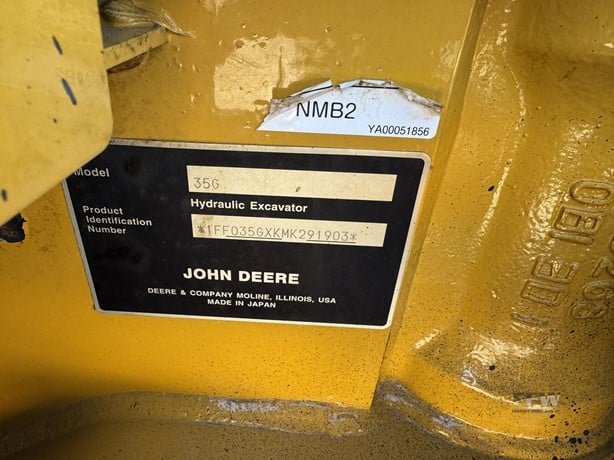 NMB2
YA00051856
Model
35G
Hydraulic Excavator
Product
Identification
Number
*1FF035GXKMK291903*
JOHN DEERE
DEERE & COMPANY MOLINE, ILLINOIS, USA
MADE IN JAPAN